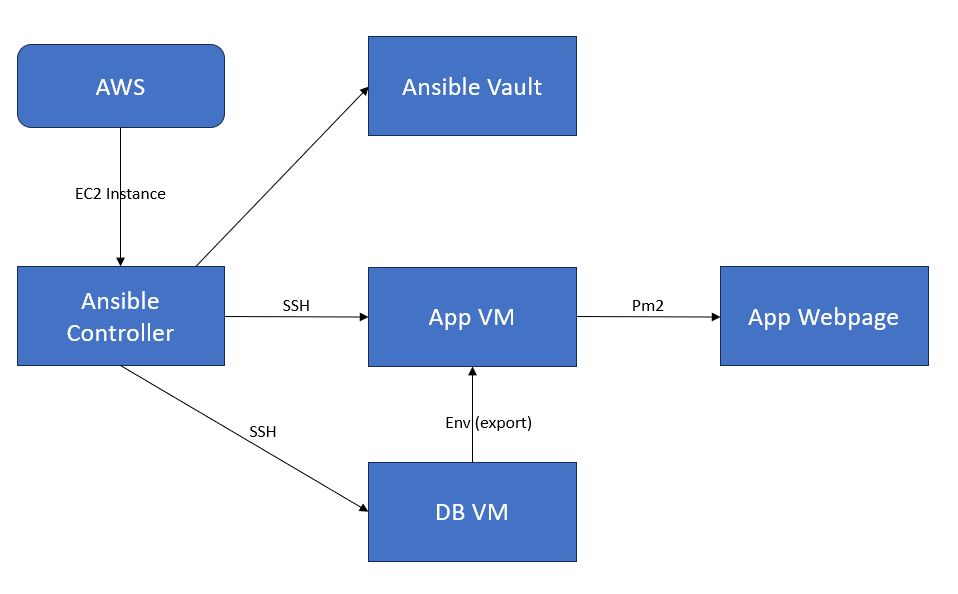 AWS
Ansible Vault
EC2 Instance
Ansible
Controller
SSH
App VM
Pm2
App Webpage
SSH
Env (export)
DB VM